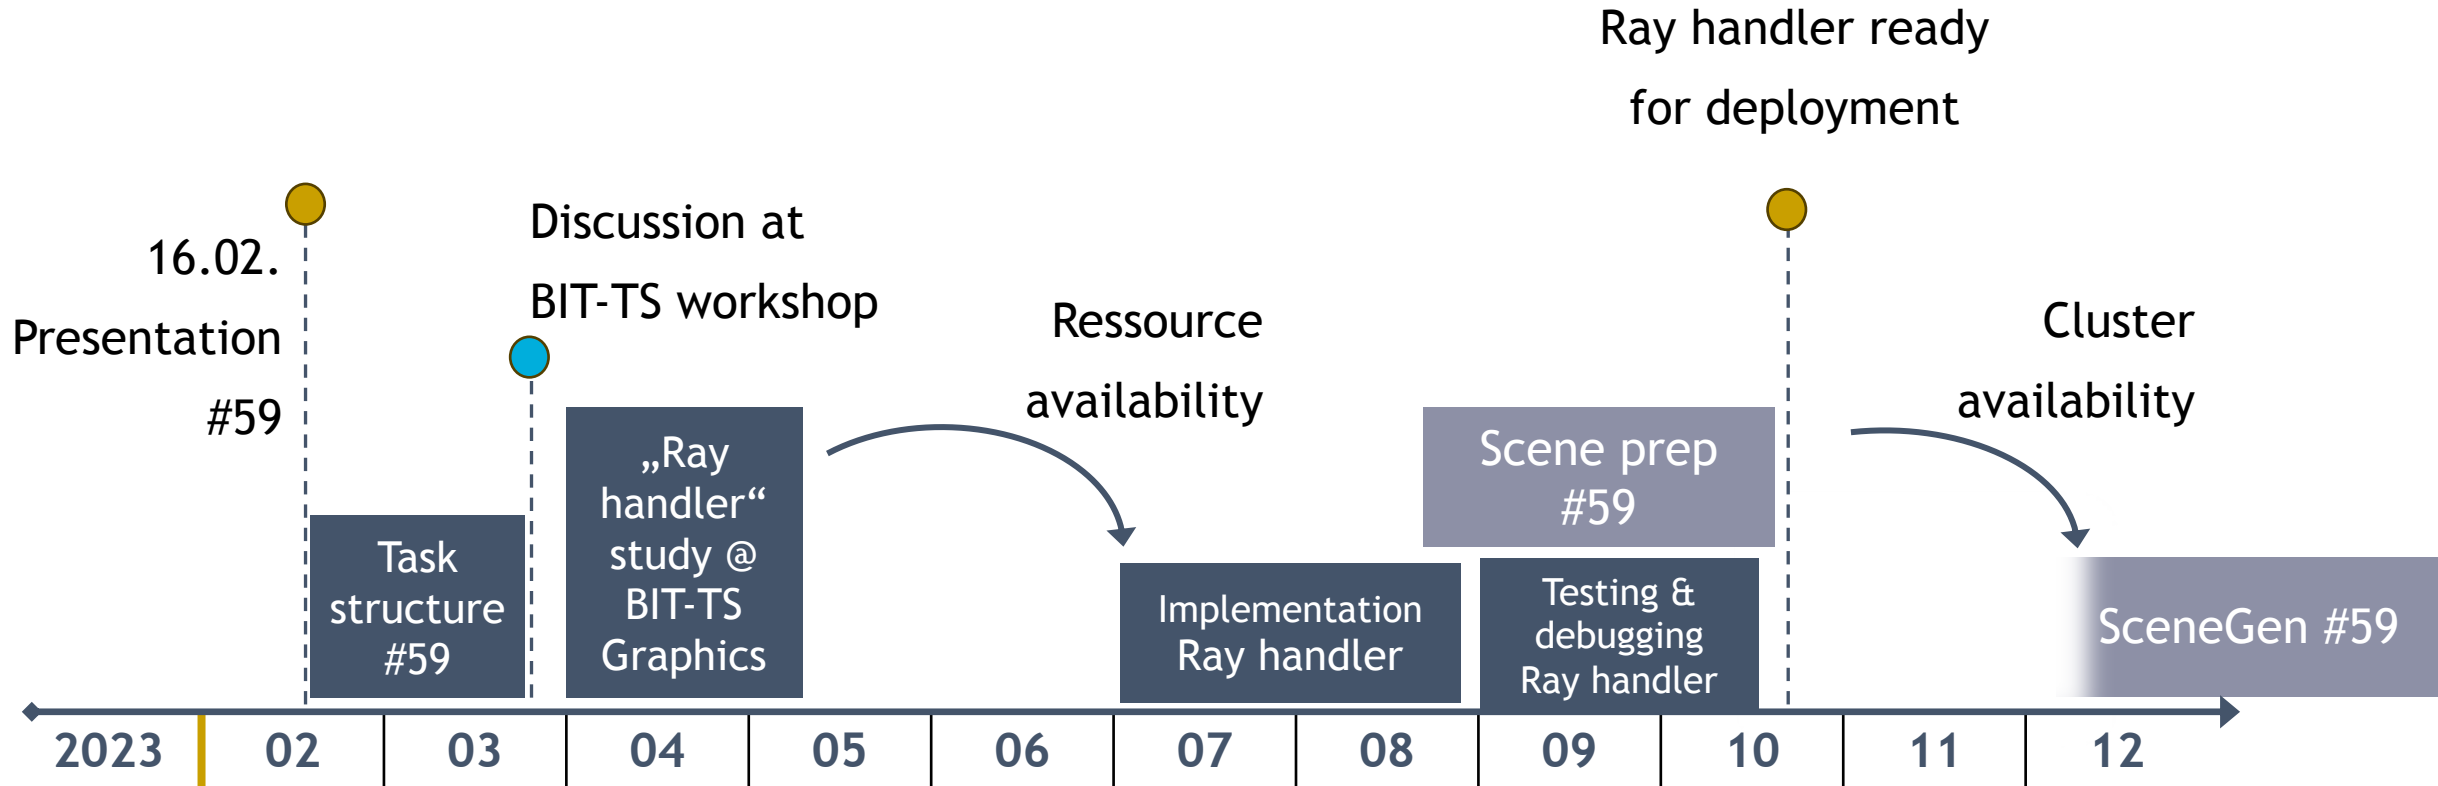 Ray handler ready
for deployment
16.02.
Presentation
#59
Discussion at
BIT-TS workshop
Ressource
availability
Cluster
availability
Task
structure
#59
„Ray
handler“
study @
BIT-TS
Graphics
Implementation
Ray handler
Scene prep
#59
Testing &
debugging
Ray handler
SceneGen #59
2023 02 03 04 05 06 07 08 09 10 11 12